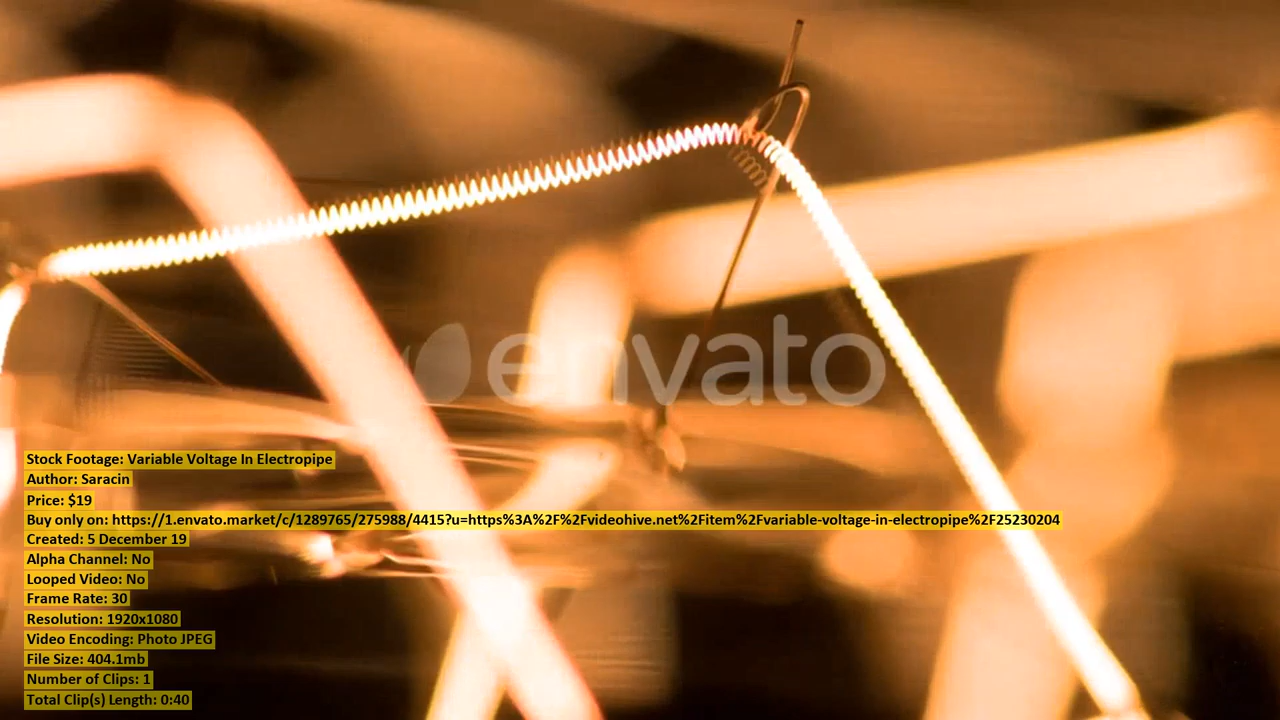 envato
Stock Footage: Variable Voltage In Electropipe
Author: Saracin
Price: $19
Buy only on: https://1.envato.market/c/1289765/275988/4415?u=https%3A%2F%2Fvideohive.net%2Fitem%2Fvariable-voltage-in-electropipe%2F25230204
Created: 5 December 19
Alpha Channel: No
Looped Video: No
Frame Rate: 30
Resolution: 1920x1080
Video Encoding: Photo JPEG
File Size: 404.1mb
Number of Clips: 1
Total Clip(s) Length: 0:40